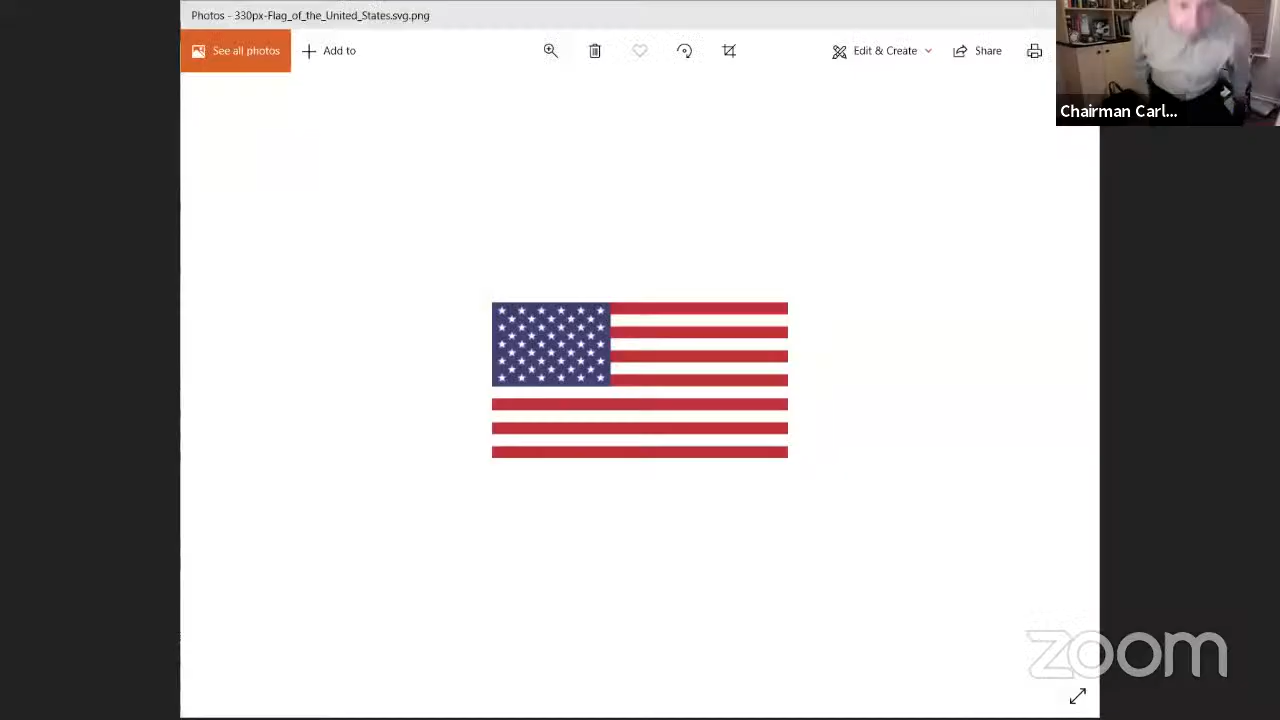 Photos - 330px-Flag_of_the_United_States.svg.png
See all photos
Add to
Edit & Create
Share
Chairman Carl...
zoom